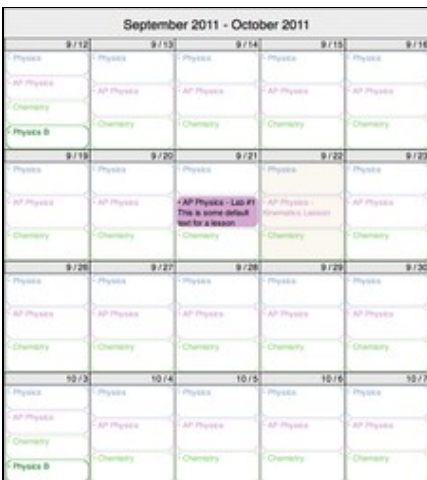 September 2011 - October 2011
9/12 9/13 9/14 9/15 9/16
Physics Physics Physics Physics Physics
AP Physics AP Physics AP Physics AP Physics AP Physics
Chemistry Chemistry Chemistry Chemistry Chemistry
Physics B
9/19 9/20 9/21 9/22 9/23
Physics Physics Physics Physics Physics
AP Physics AP Physics • AP Physics - Lab #1 AP Physics - AP Physics
This is some default Kinematics Lesson
text for a lesson
Chemistry Chemistry Chemistry Chemistry Chemistry
9/26 9/27 9/28 9/29 9/30
Physics Physics Physics Physics Physics
AP Physics AP Physics AP Physics AP Physics AP Physics
Chemistry Chemistry Chemistry Chemistry Chemistry
10/3 10/4 10/5 10/6 10/7
Physics Physics Physics Physics Physics
AP Physics AP Physics AP Physics AP Physics AP Physics
Chemistry Chemistry Chemistry Chemistry Chemistry
Physics B